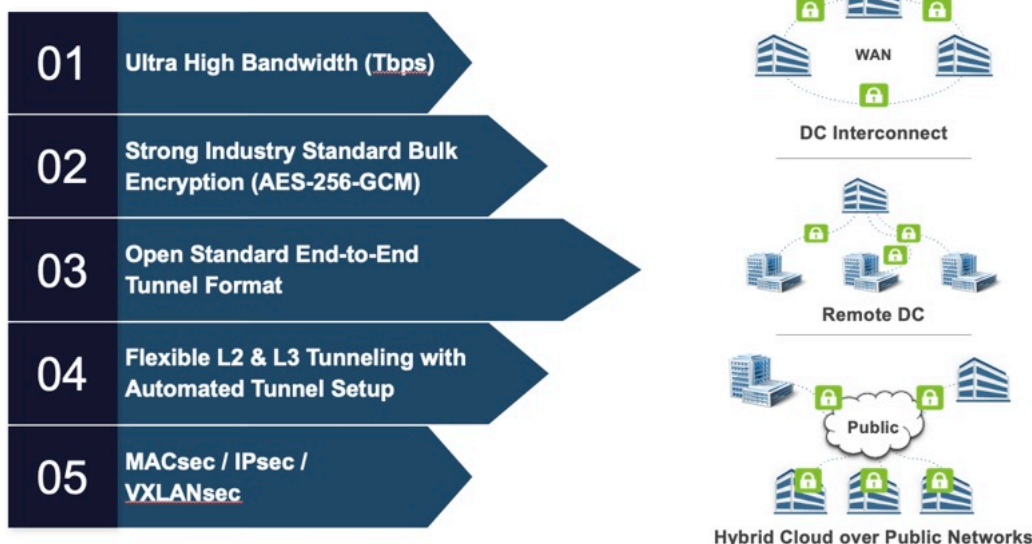 01
Ultra High Bandwidth (Tbps)
02
Strong Industry Standard Bulk
Encryption (AES-256-GCM)
03
Open Standard End-to-End
Tunnel Format
04
Flexible L2 & L3 Tunneling with
Automated Tunnel Setup
05
MACsec / IPsec /
VXLANsec
WAN
DC Interconnect
Remote DC
Public
Hybrid Cloud over Public Networks